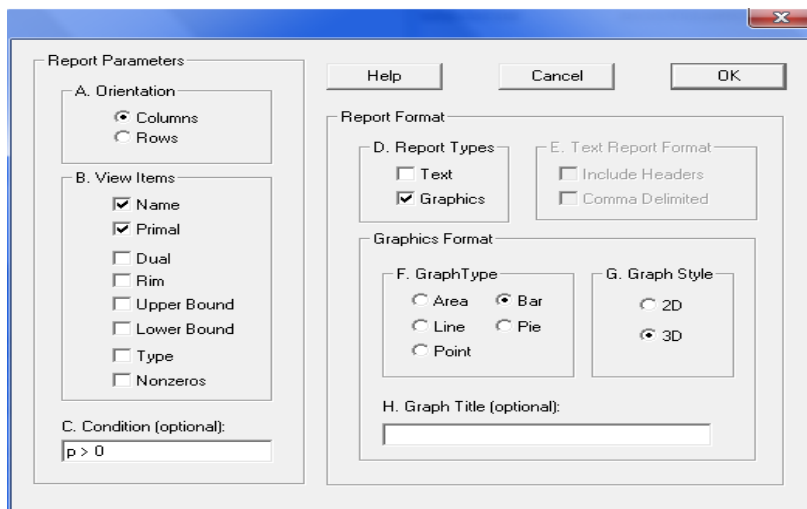 Report Parameters
A. Orientation
Columns
Rows
B. View Items
Name
Primal
Dual
Rim
Upper Bound
Lower Bound
Type
Nonzeros
C. Condition (optional):
p > 0
Help
Cancel
OK
Report Format
D. Report Types
Text
Graphics
E. Text Report Format
Include Headers
Comma Delimited
Graphics Format
F. GraphType
Area
Bar
Line
Pie
Point
G. Graph Style
2D
3D
H. Graph Title (optional):